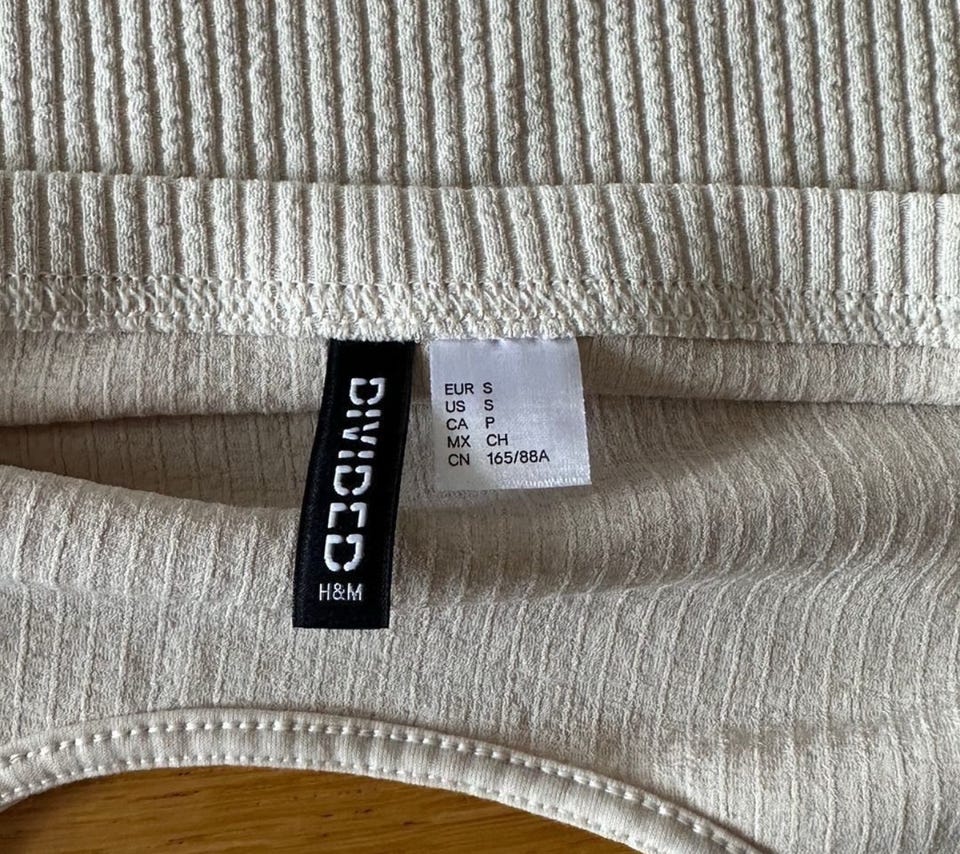 DIVIDED
H&M
EUR S
US S
CA P
MX CH
CN 165/88A